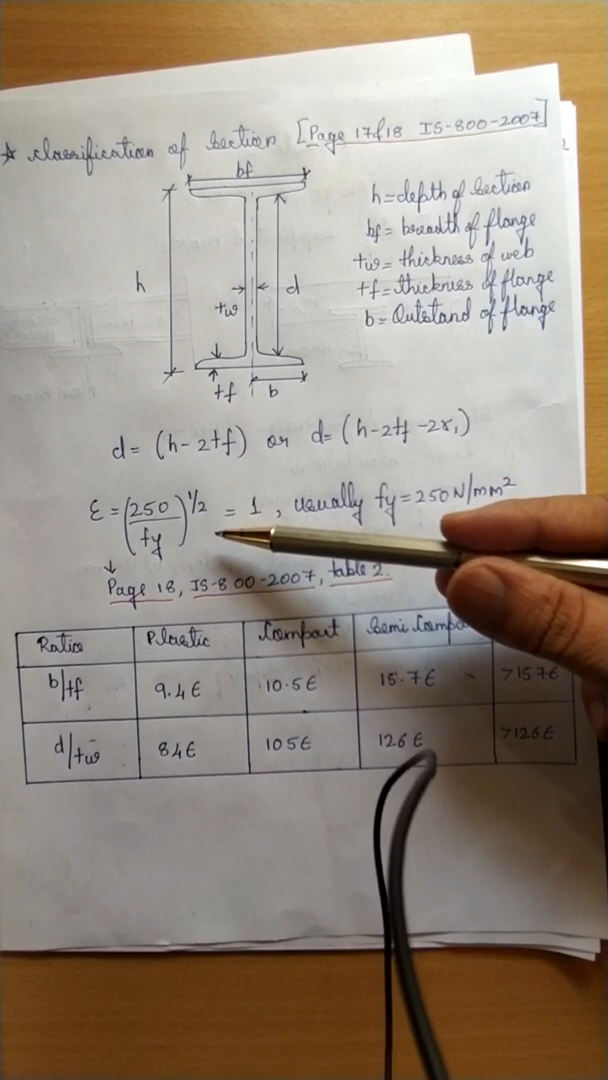 * classification of section [Page 17&18 IS-800-2007]
bf
h
tw
d
tf
b
h = depth of section
bf = breadth of flange
tw = thickness of web
tf = thickness of flange
b = Outstand of flange
d = (h-2tf) or d = (h-2tf-2r₁)
ε = (250/fy)^1/2 = 1, usually fy = 250N/mm²
↓
Page 18, IS-800-2007, table 2.
Ratio Plastic Compact Semi
b/tf 9.4ε 10.5ε 15.7ε >15.7ε
d/tw 84ε 105ε 126ε >126ε